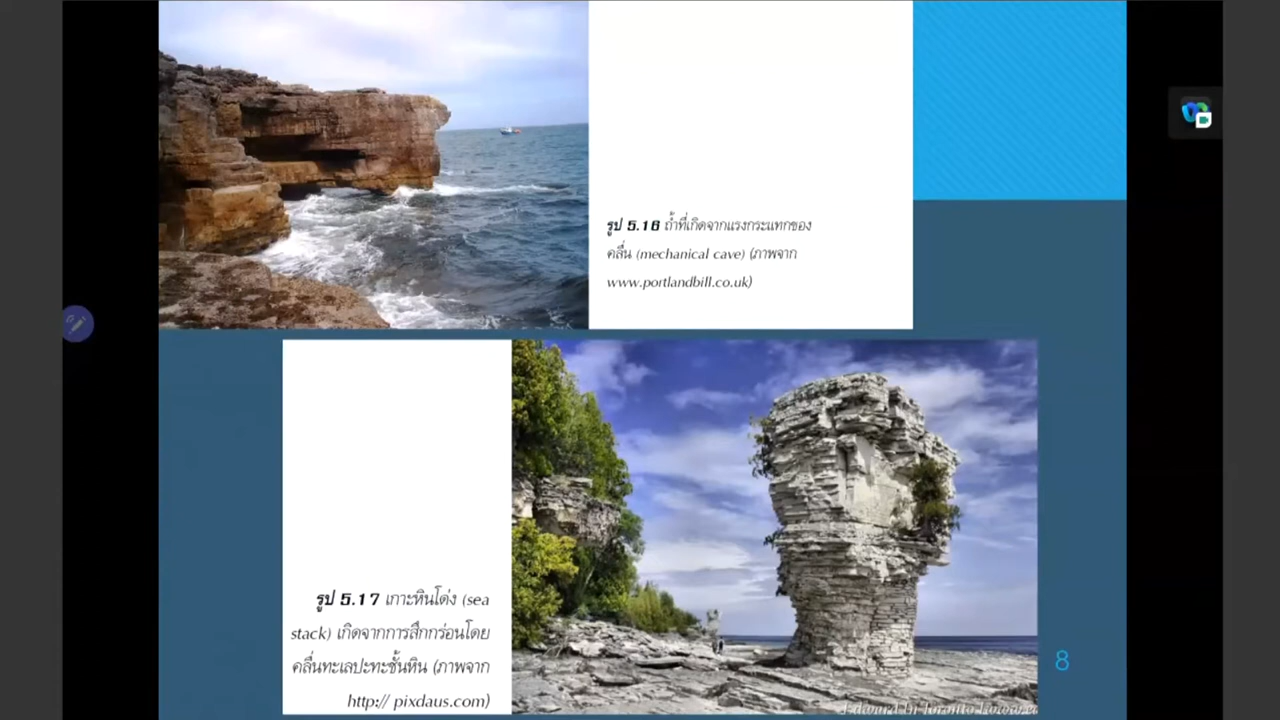 รูป 5.16 ถ้ำที่เกิดจากแรงกระแทกของ
คลื่น (mechanical cave) (ภาพจาก
www.portlandbill.co.uk)
รูป 5.17 เกาะหินโด่ง (sea
stack) เกิดจากการสึกกร่อนโดย
คลื่นทะเลปะทะชั้นหิน (ภาพจาก
http:// pixdaus.com)
8